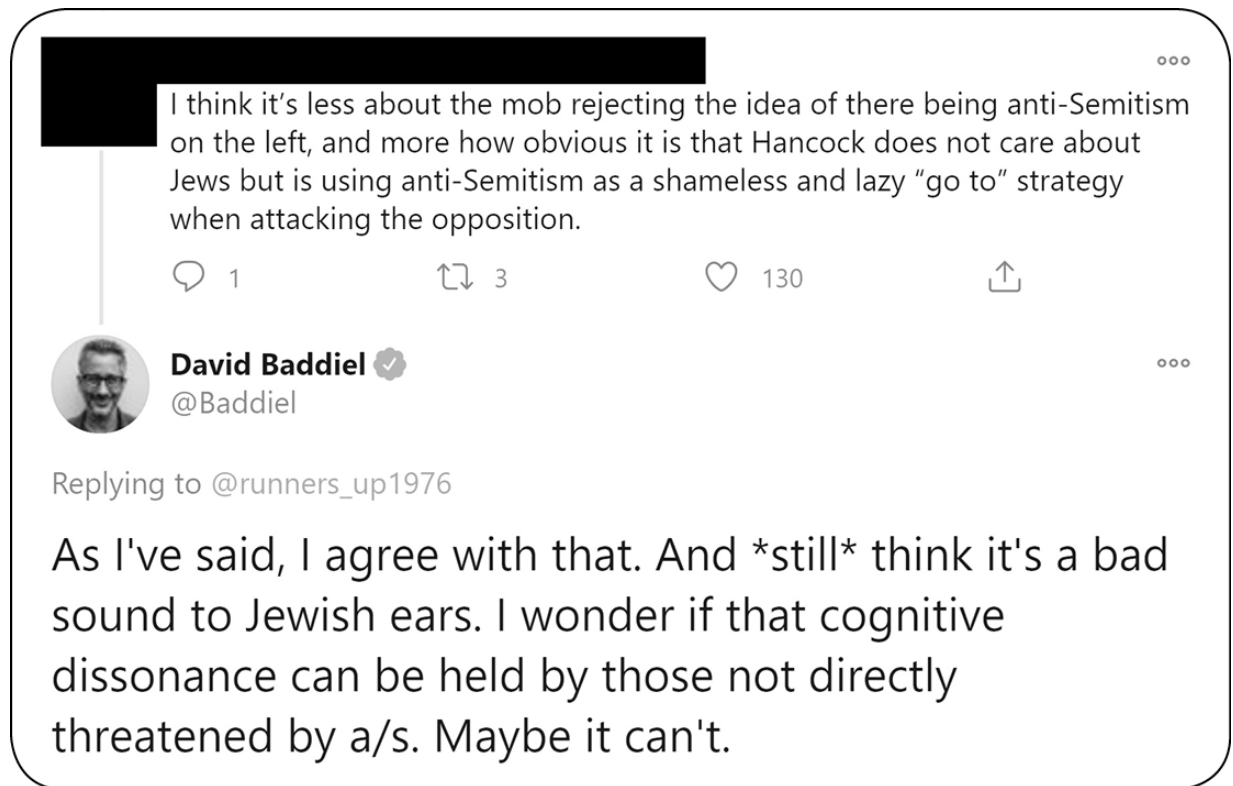 I think it’s less about the mob rejecting the idea of there being anti-Semitism
on the left, and more how obvious it is that Hancock does not care about
Jews but is using anti-Semitism as a shameless and lazy “go to” strategy
when attacking the opposition.
1 3 130
David Baddiel
@Baddiel
Replying to @runners_up1976
As I've said, I agree with that. And *still* think it's a bad
sound to Jewish ears. I wonder if that cognitive
dissonance can be held by those not directly
threatened by a/s. Maybe it can't.